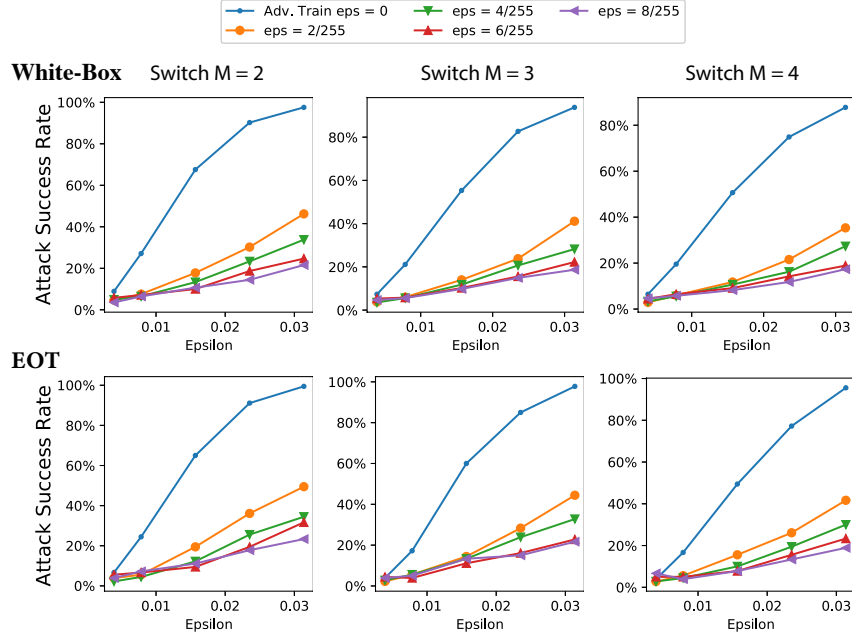 Adv. Train eps = 0
eps = 2/255
eps = 4/255
eps = 6/255
eps = 8/255
White-Box
Switch M = 2
Switch M = 3
Switch M = 4
Attack Success Rate
100%
80%
60%
40%
20%
0%
0.01
0.02
0.03
Epsilon
80%
60%
40%
20%
0%
0.01
0.02
0.03
Epsilon
80%
60%
40%
20%
0%
0.01
0.02
0.03
Epsilon
EOT
Attack Success Rate
100%
80%
60%
40%
20%
0%
0.01
0.02
0.03
Epsilon
100%
80%
60%
40%
20%
0%
0.01
0.02
0.03
Epsilon
100%
80%
60%
40%
20%
0%
0.01
0.02
0.03
Epsilon